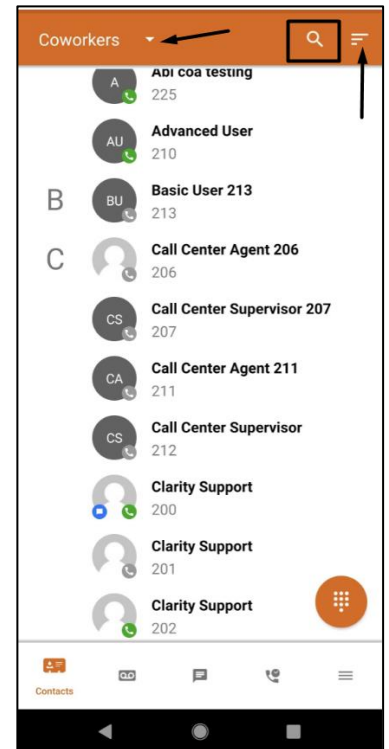 Coworkers
A
Abi coa testing
225
AU
Advanced User
210
B
BU
Basic User 213
213
C
Call Center Agent 206
206
CS
Call Center Supervisor 207
207
CA
Call Center Agent 211
211
CS
Call Center Supervisor
212
Clarity Support
200
Clarity Support
201
Clarity Support
202
Contacts